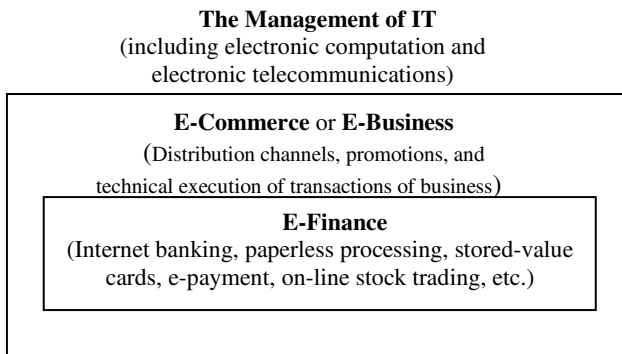 The Management of IT
(including electronic computation and
electronic telecommunications)
E-Commerce or E-Business
(Distribution channels, promotions, and
technical execution of transactions of business)
E-Finance
(Internet banking, paperless processing, stored-value
cards, e-payment, on-line stock trading, etc.)